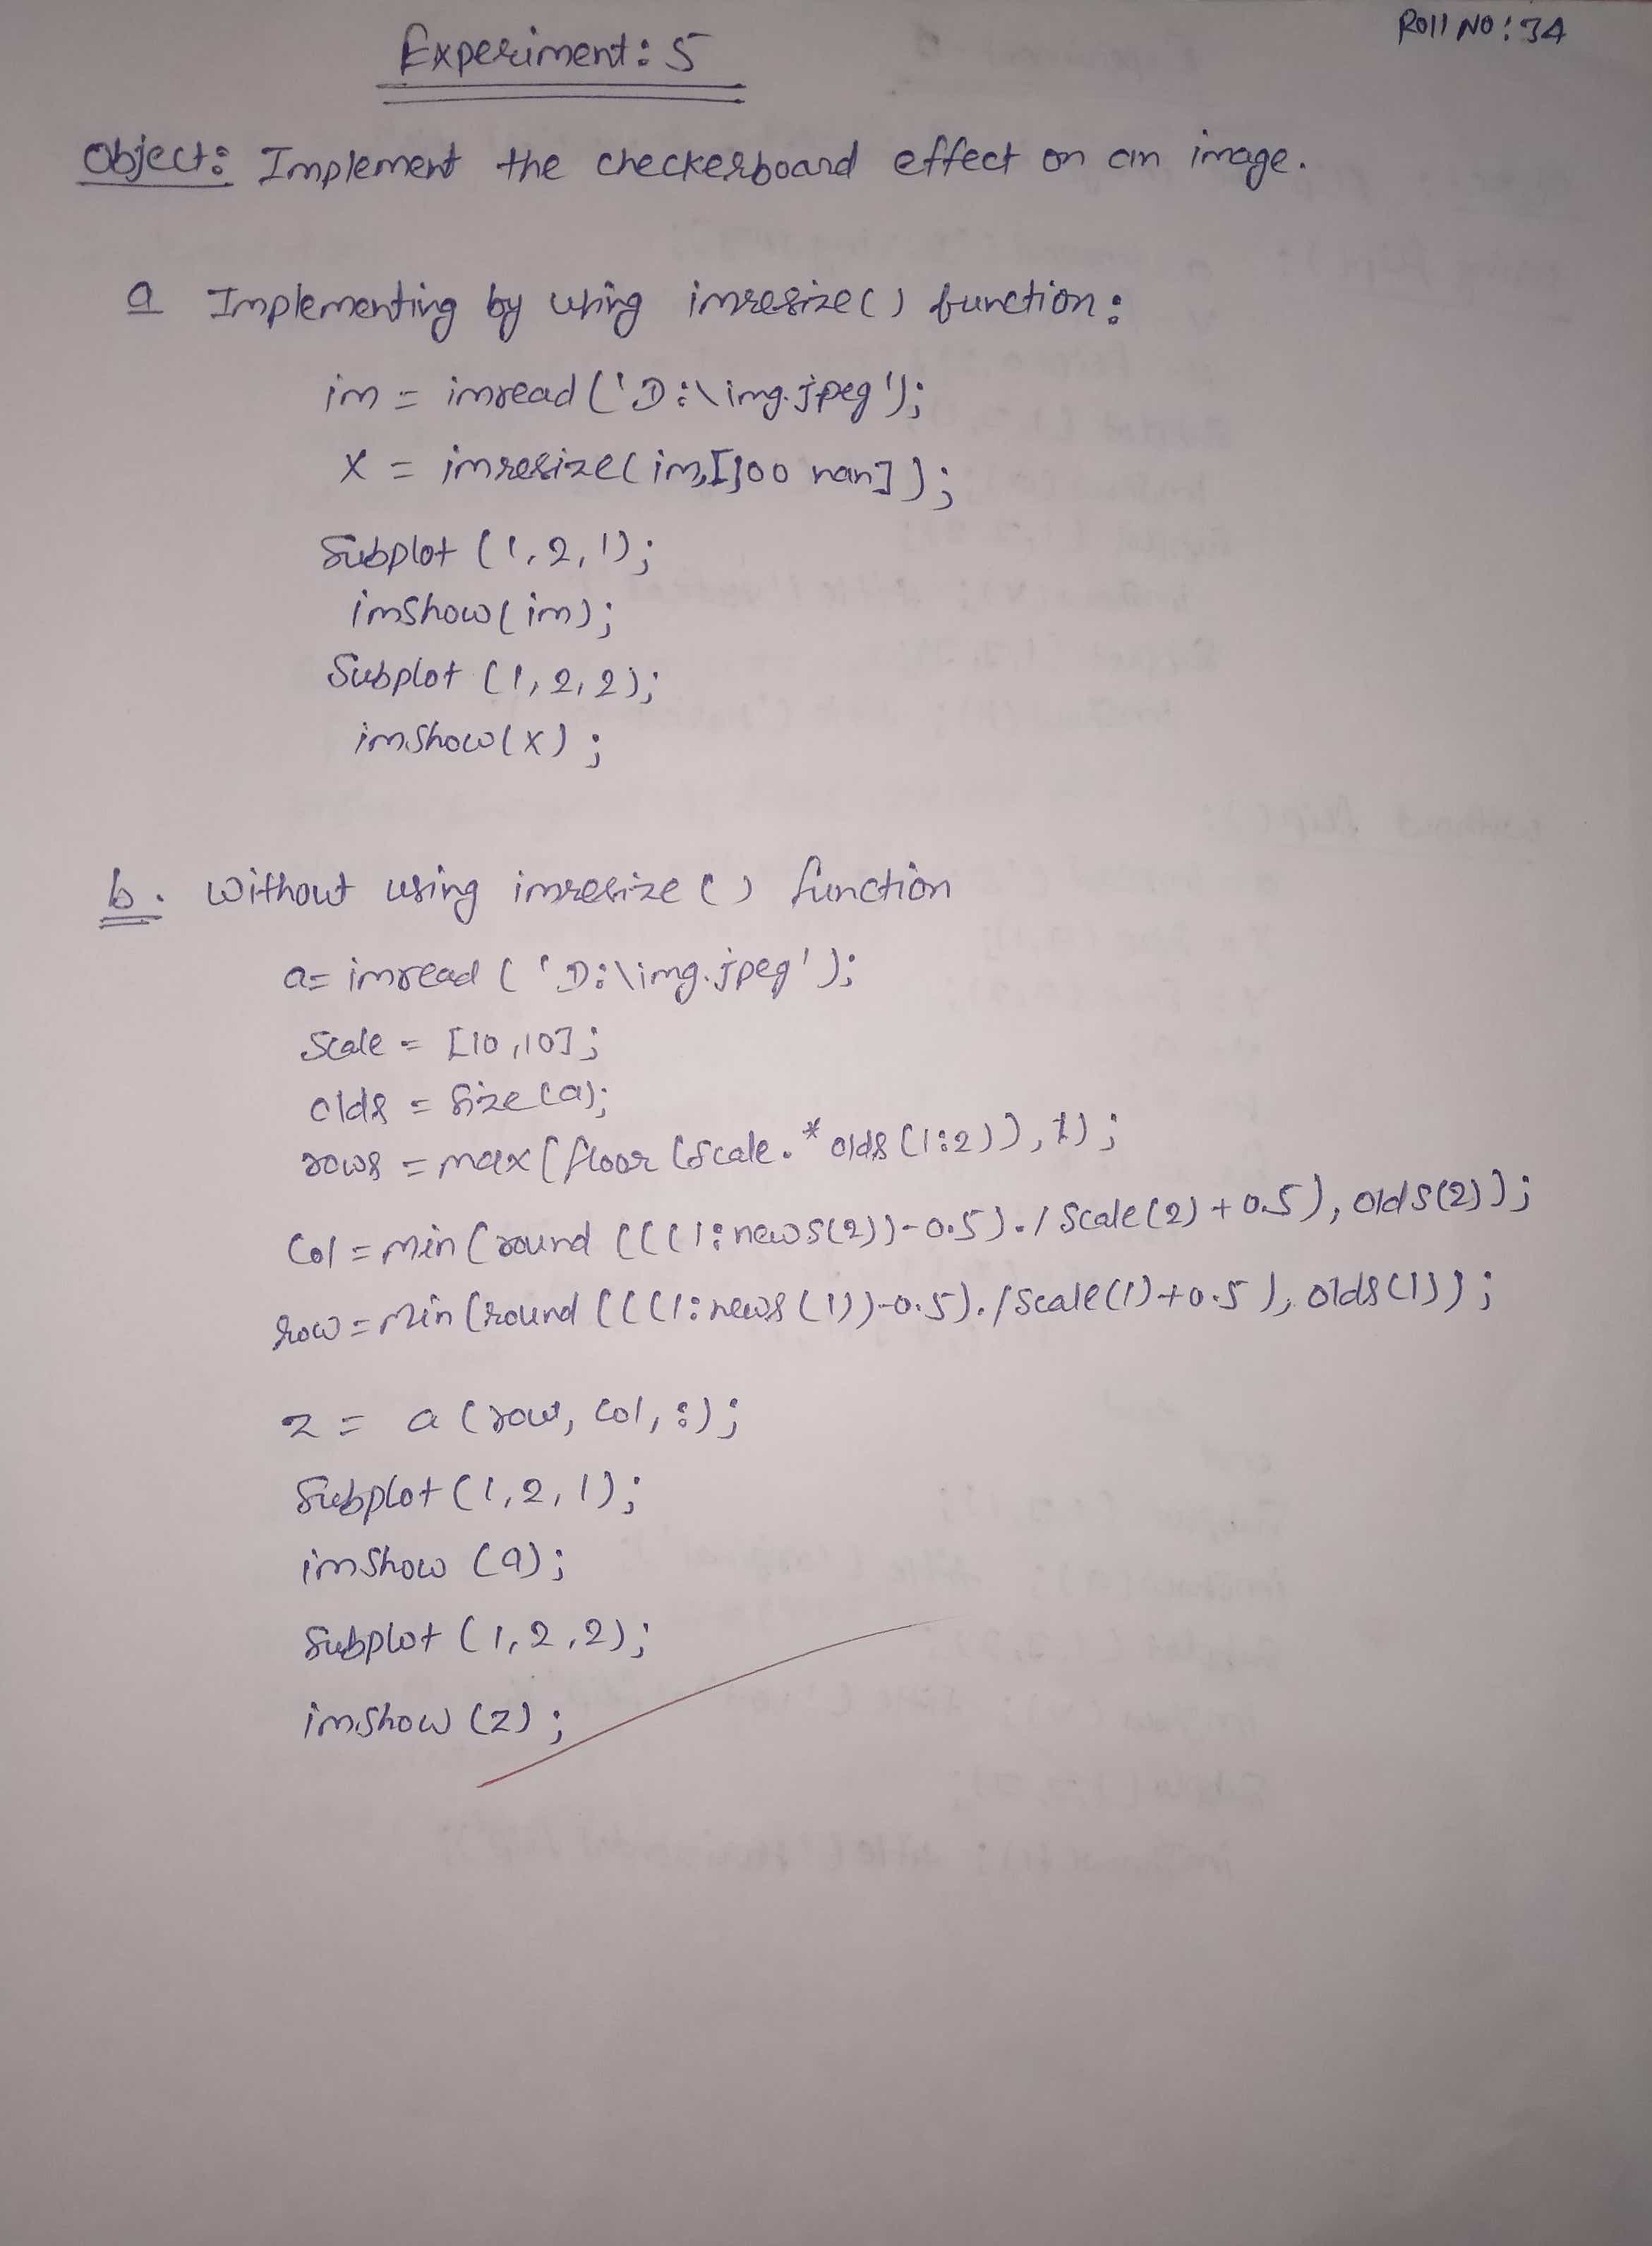 Roll No: 34
Experiment: 5
Object: Implement the checkerboard effect on an image.
a Implementing by using imresize() function:
im = imread('D:\img.jpeg');
X = imresize(im,[300 nan]);
Subplot (1,2,1);
imshow(im);
Subplot (1,2,2);
imshow(X);
b. Without using imresize() function
a= imread ('D:\img.jpeg');
Scale = [10,10];
olds = Size(a);
rows = max(floor(scale.*olds(1:2)),1);
Col = min(round (((1:news(2))-0.5)./Scale(2)+0.5), olds(2));
row = min(round (((1:news(1))-0.5)./Scale(1)+0.5), olds(1));
z = a(row, col,:);
Subplot(1,2,1);
imshow (a);
Subplot (1,2,2);
imshow (z);